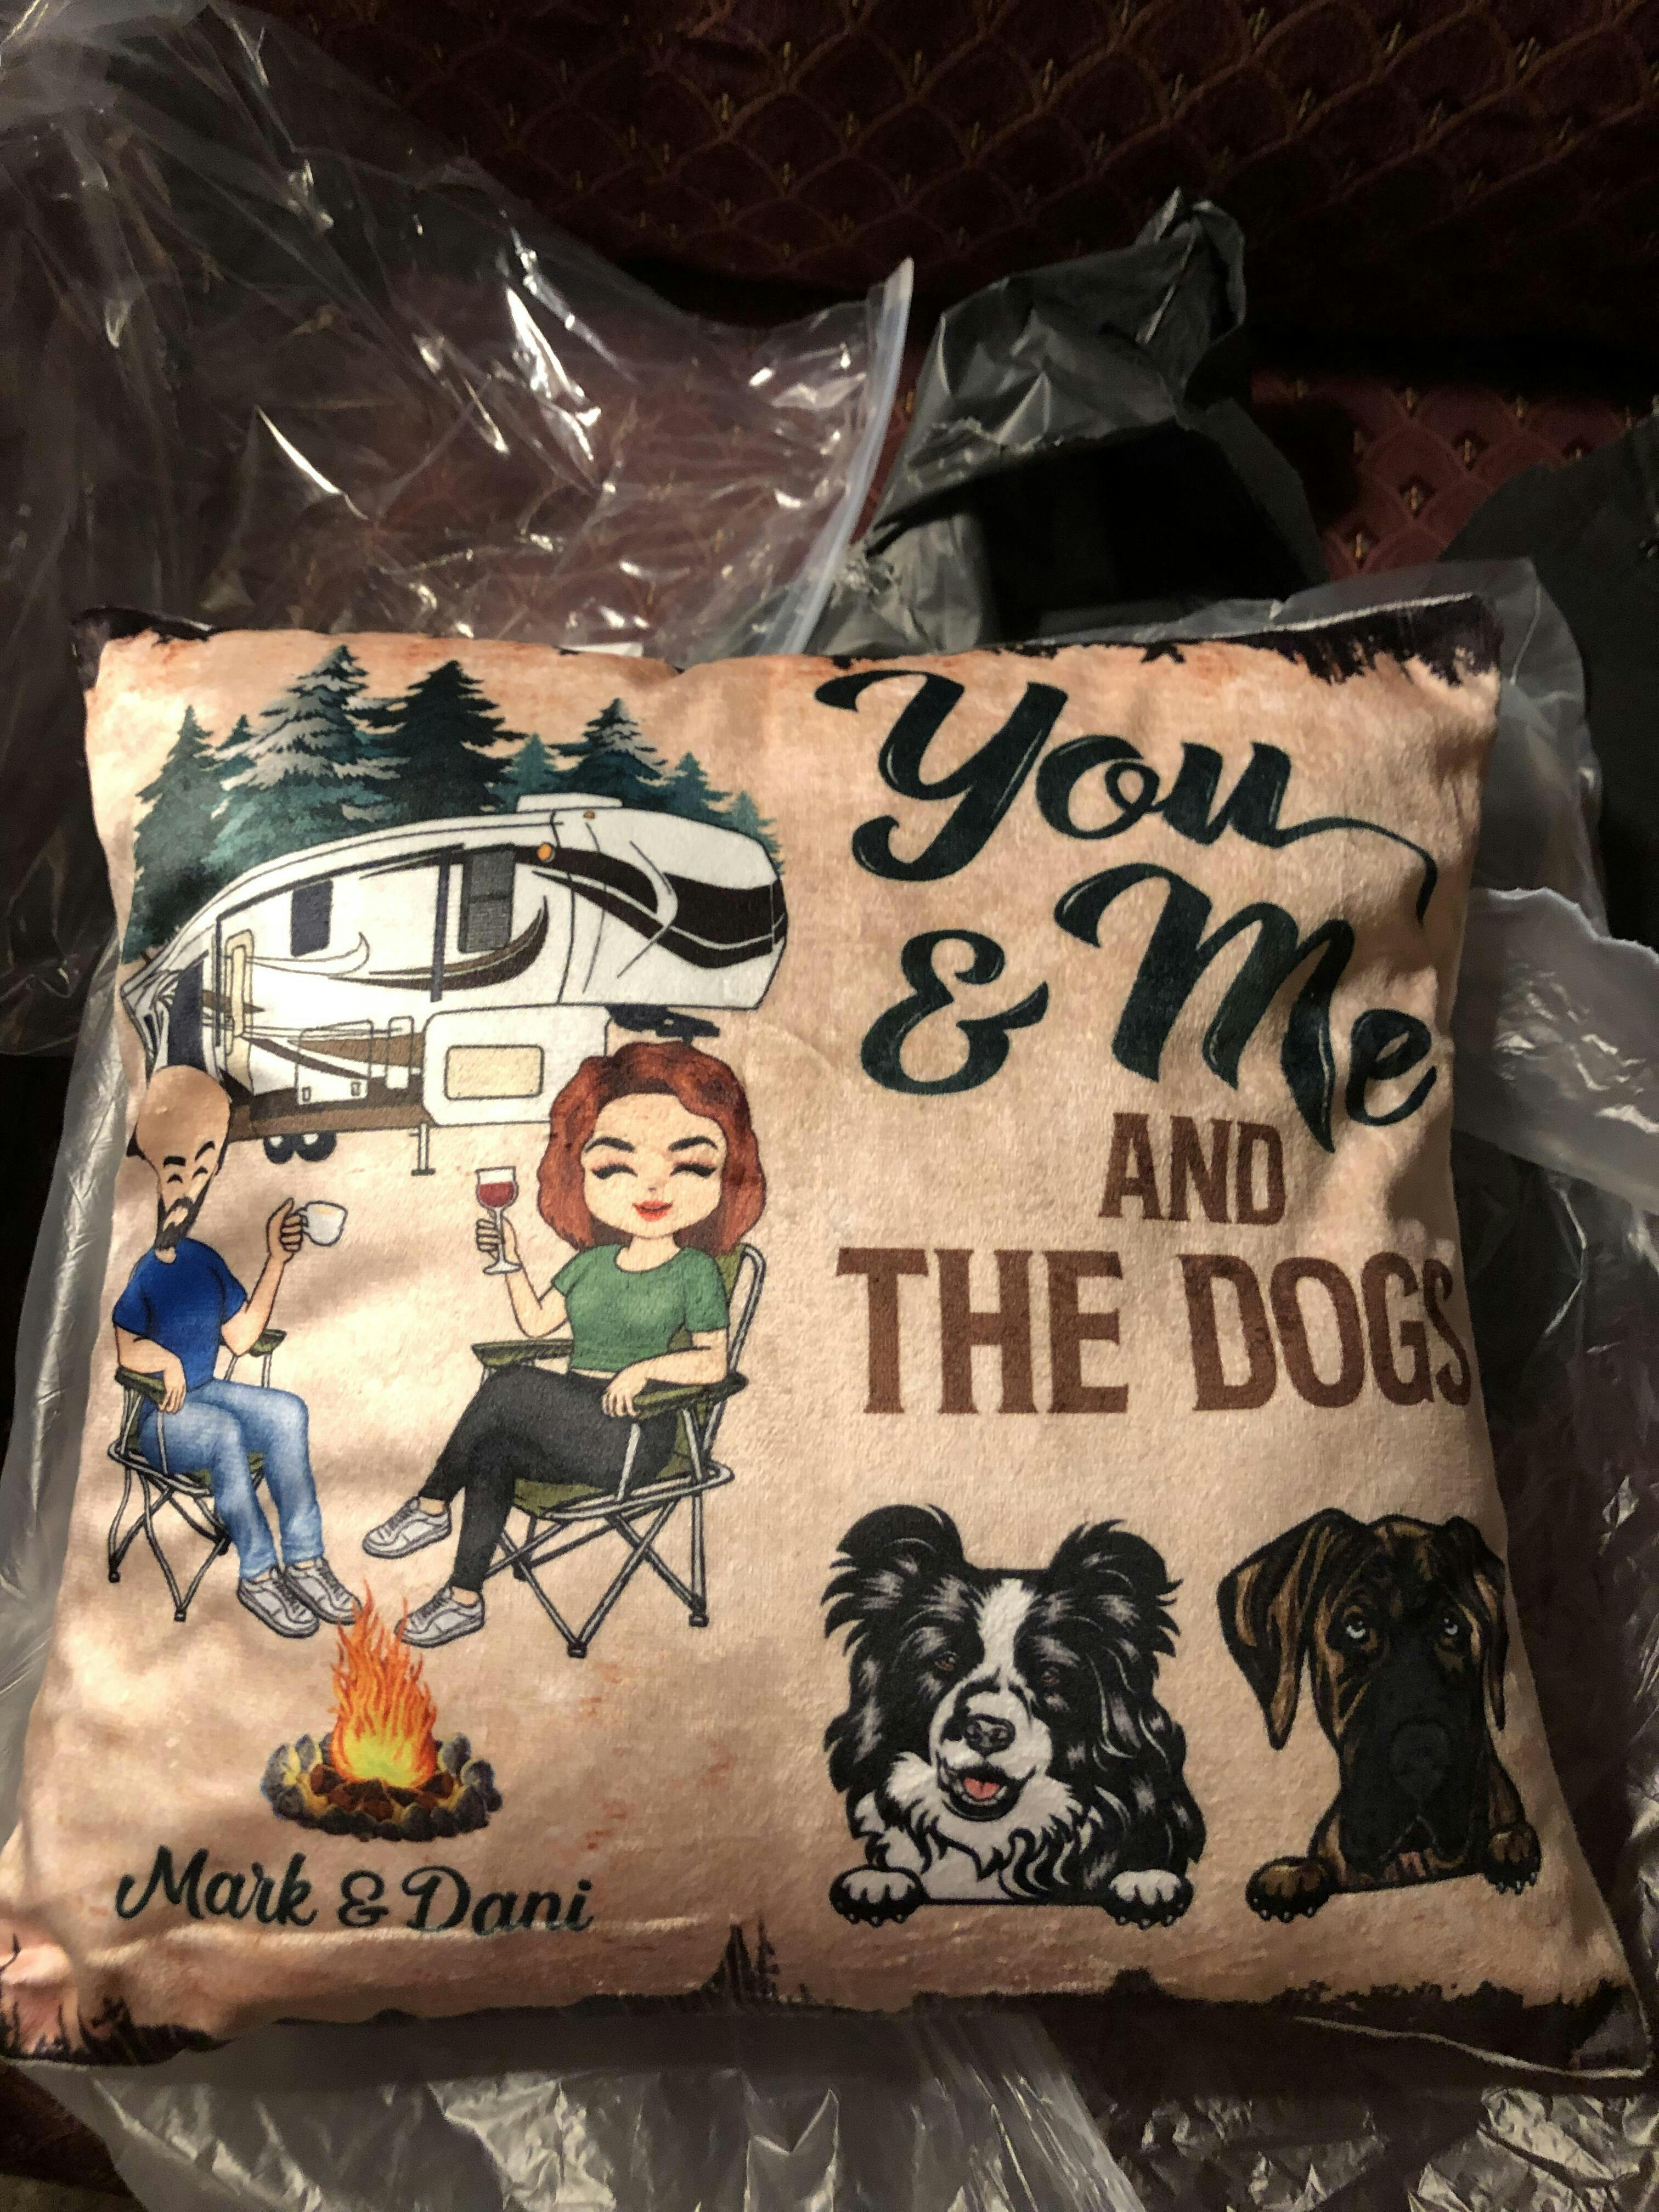 You
& Me
AND
THE DOGS
Mark & Dani